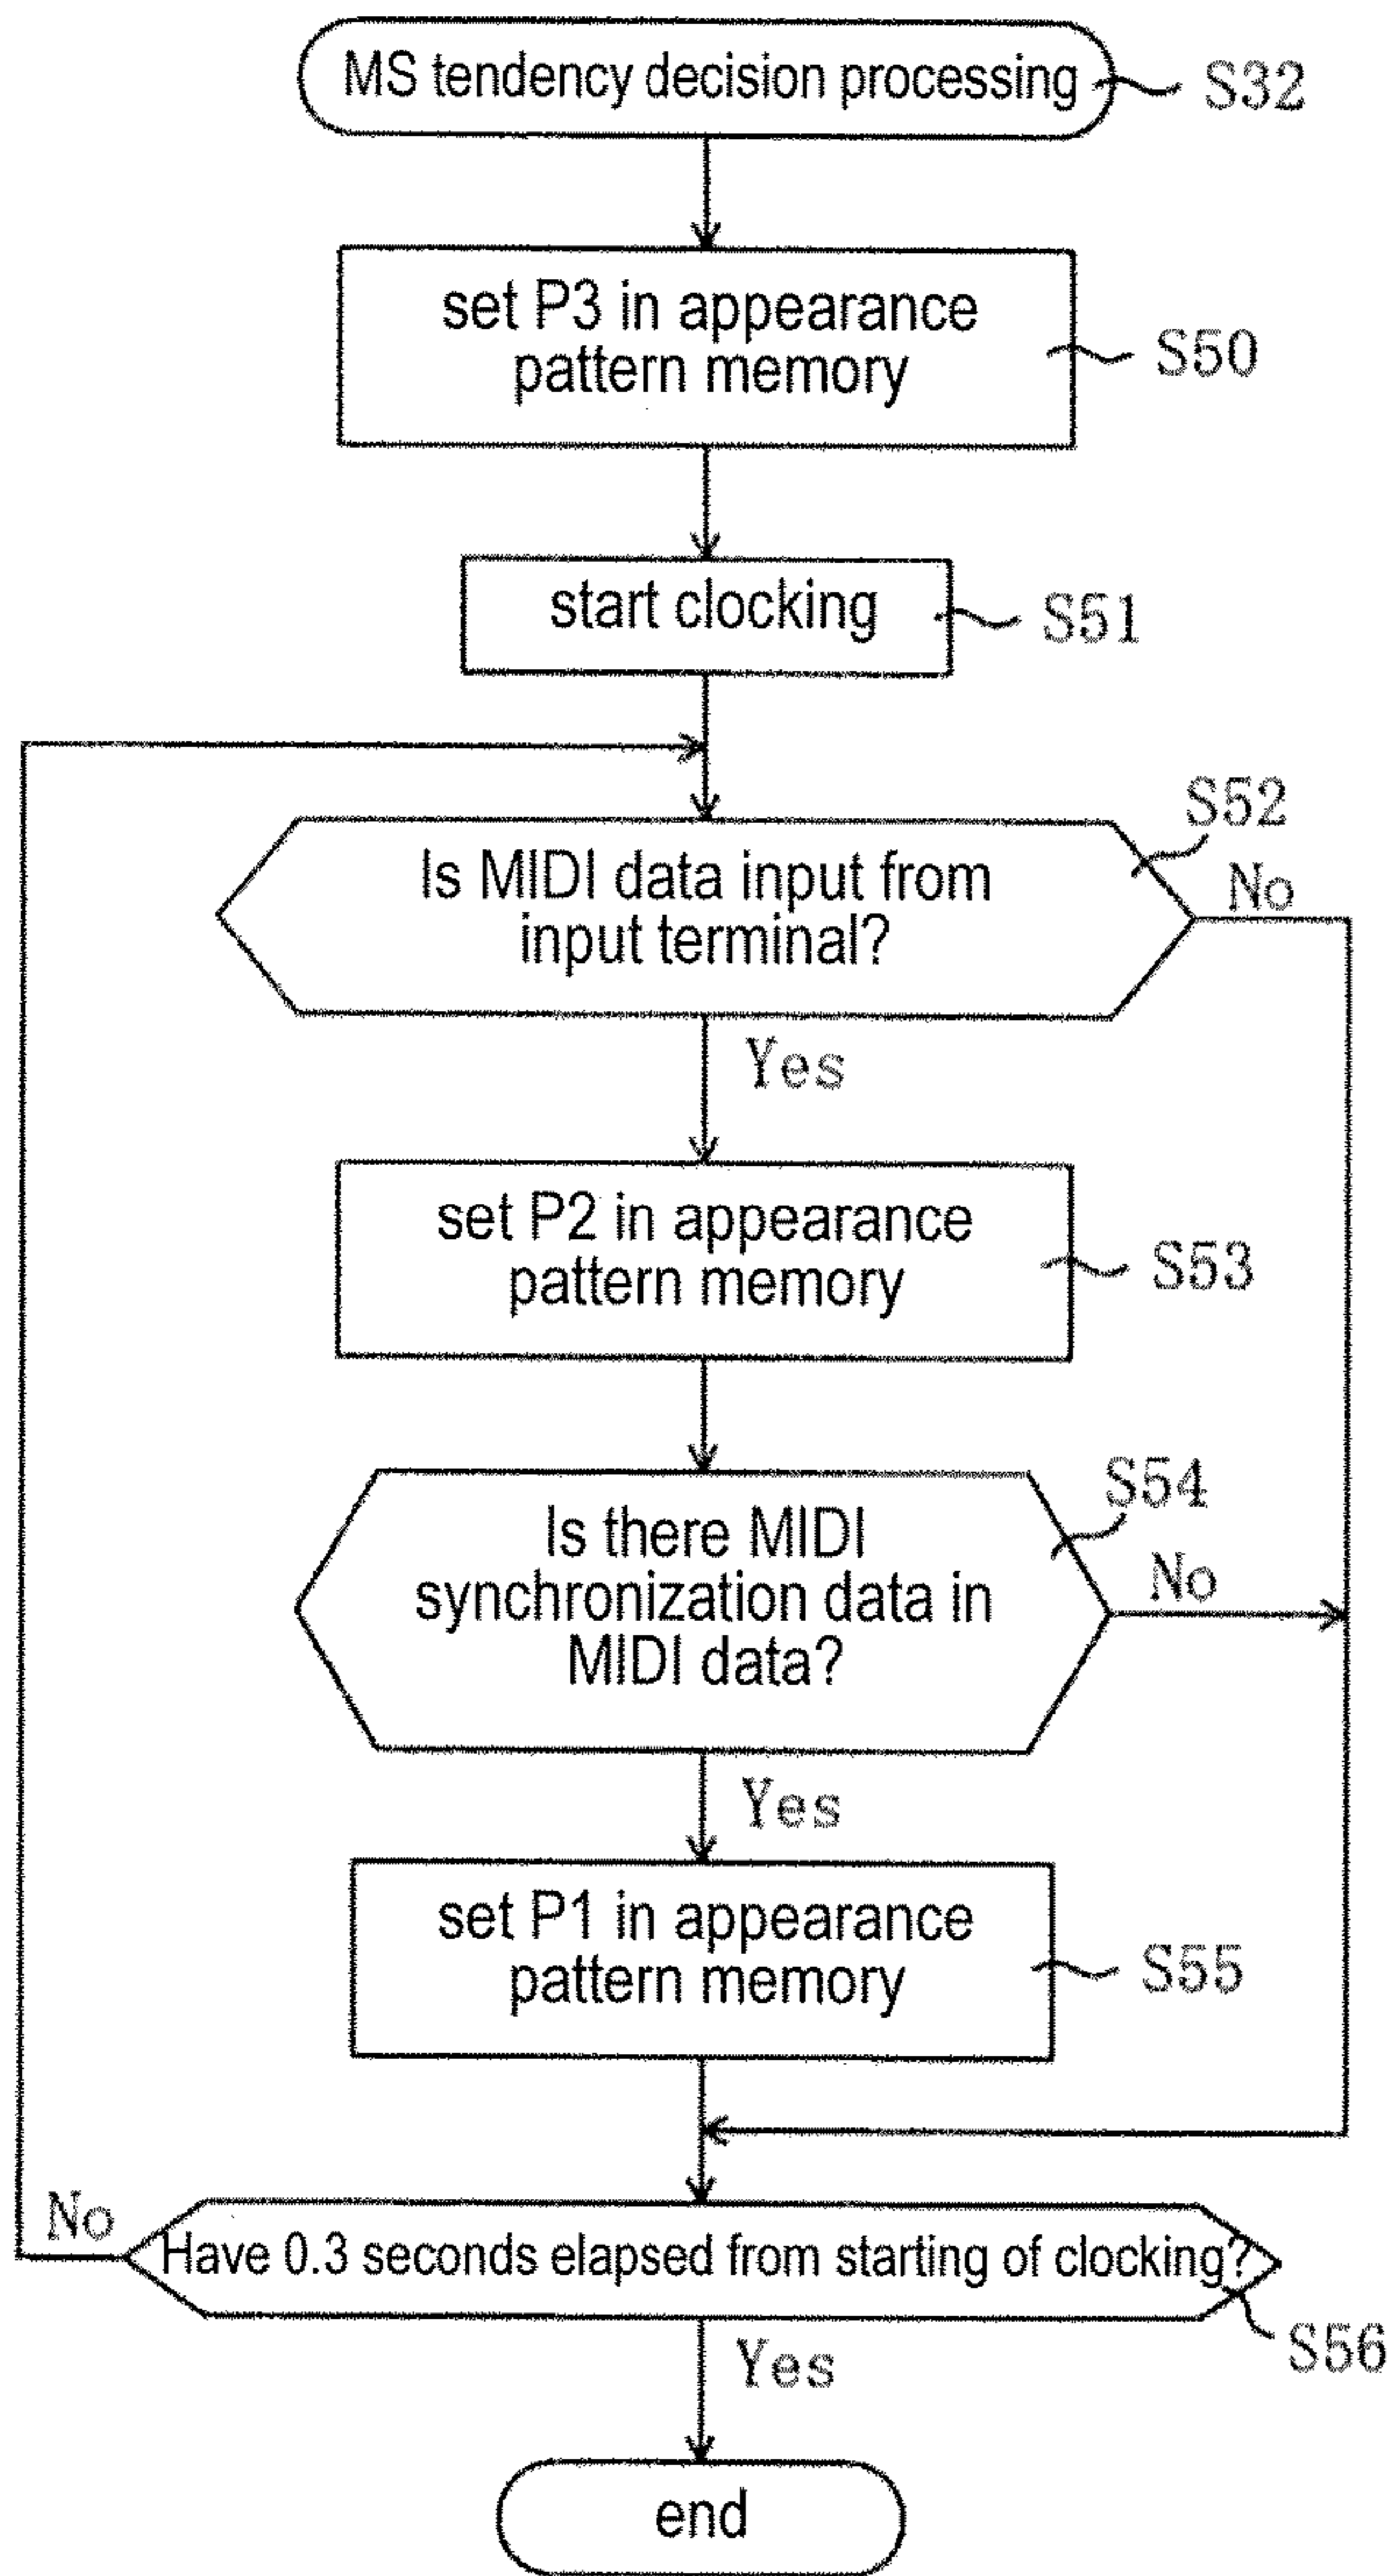 MS tendency decision processing
S32
set P3 in appearance
pattern memory
S50
start clocking
S51
S52
Is MIDI data input from
input terminal?
No
Yes
set P2 in appearance
pattern memory
S53
S54
Is there MIDI
synchronization data in
MIDI data?
No
Yes
set P1 in appearance
pattern memory
S55
No
Have 0.3 seconds elapsed from starting of clocking?
S56
Yes
end